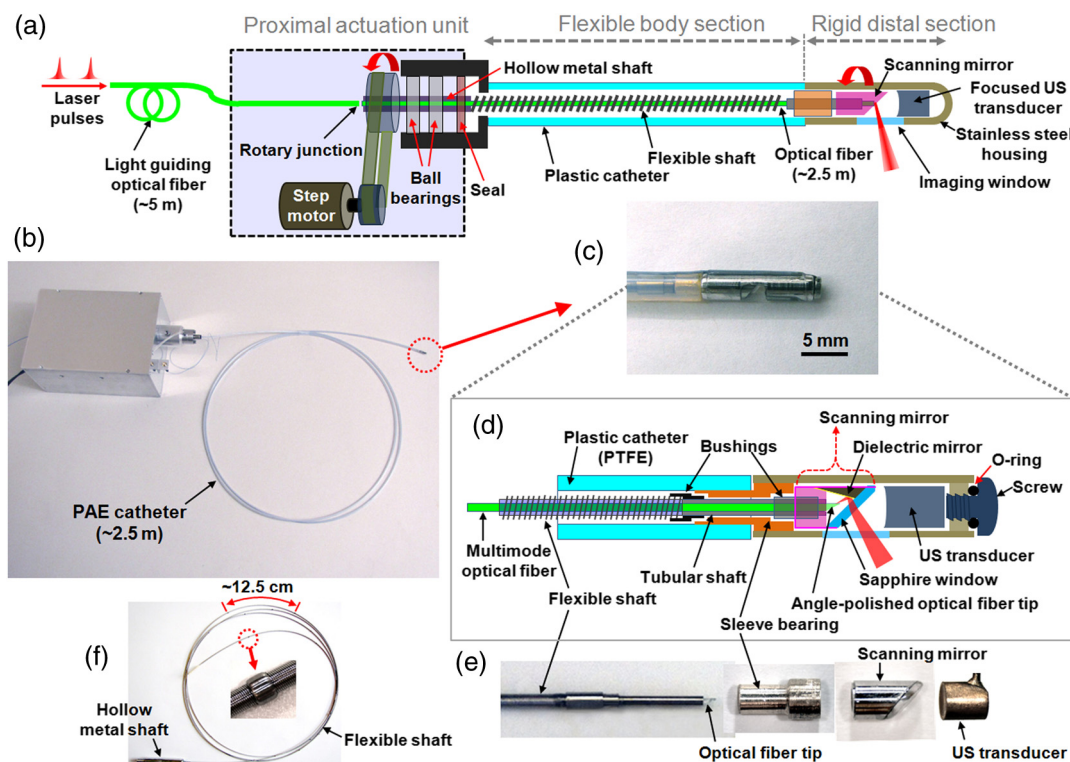 (a)
Proximal actuation unit
Flexible body section
Rigid distal section
Laser
pulses
Light guiding
optical fiber
(~5 m)
Rotary junction
Step
motor
Ball
bearings
Seal
Hollow metal shaft
Plastic catheter
Flexible shaft
Optical fiber
(~2.5 m)
Scanning mirror
Focused US
transducer
Stainless steel
housing
Imaging window
(b)
PAE catheter
(~2.5 m)
(c)
5 mm
(d)
Plastic catheter
(PTFE)
Bushings
Scanning mirror
Dielectric mirror
O-ring
Screw
Multimode
optical fiber
Flexible shaft
Tubular shaft
Sleeve bearing
US transducer
Sapphire window
Angle-polished optical fiber tip
(e)
Optical fiber tip
Scanning mirror
US transducer
(f)
~12.5 cm
Hollow
metal shaft
Flexible shaft